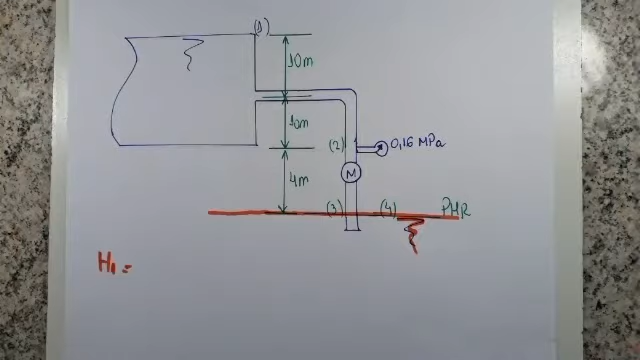 (1)
10m
10m
(2)
0,16 MPa
M
4m
(3)
(4)
PHR
H₁ =